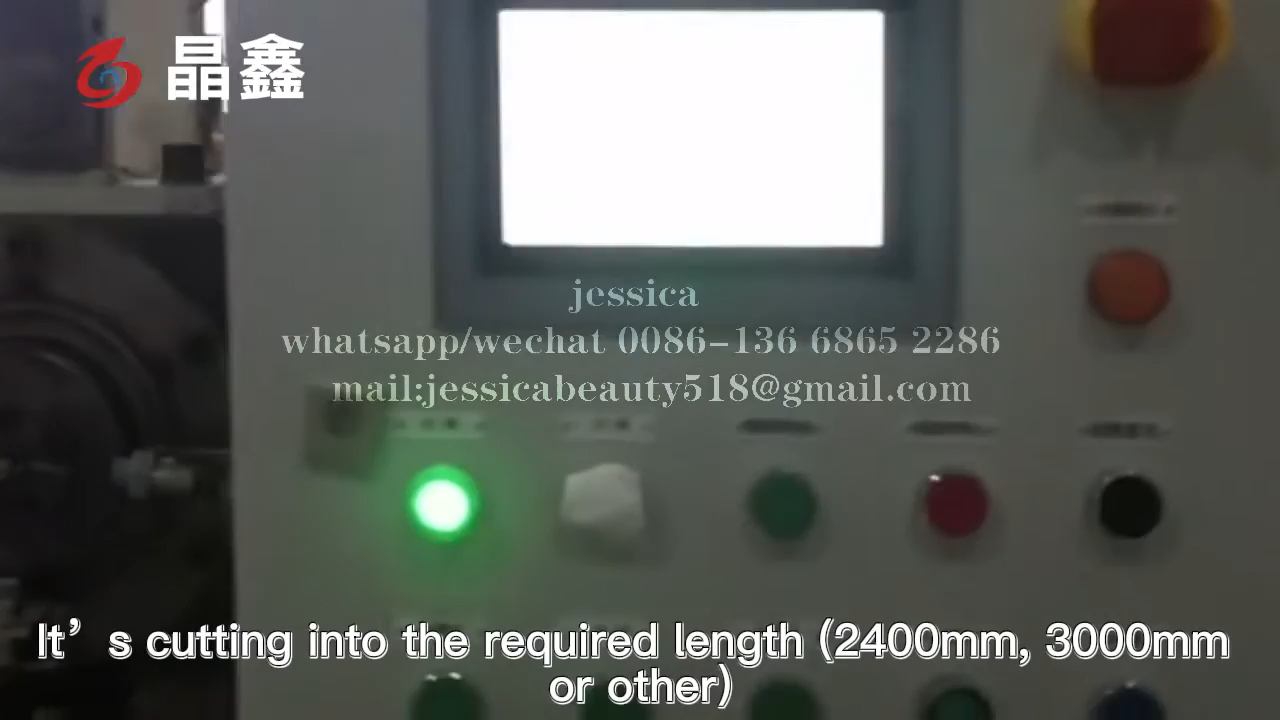 晶鑫
jessica
whatsapp/wechat 0086-136 6865 2286
mail:jessicabeauty518@gmail.com
It’s cutting into the required length (2400mm, 3000mm
or other)